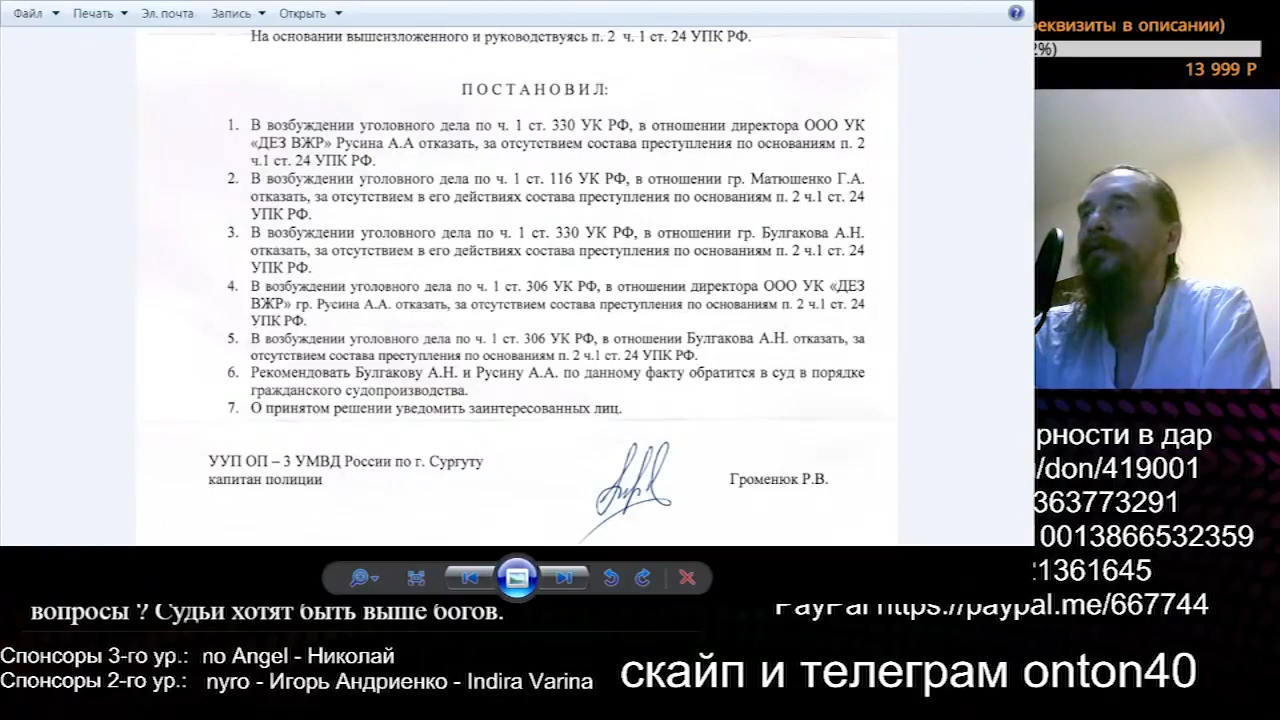 Файл Печать Эл. почта Запись Открыть
На основании вышеизложенного и руководствуясь п. 2 ч. 1 ст. 24 УПК РФ.
П О С Т А Н О В И Л:
1. В возбуждении уголовного дела по ч. 1 ст. 330 УК РФ, в отношении директора ООО УК
«ДЕЗ ВЖР» Русина А.А отказать, за отсутствием состава преступления по основаниям п. 2
ч.1 ст. 24 УПК РФ.
2. В возбуждении уголовного дела по ч. 1 ст. 116 УК РФ, в отношении гр. Матюшенко Г.А.
отказать, за отсутствием в его действиях состава преступления по основаниям п. 2 ч.1 ст. 24
УПК РФ.
3. В возбуждении уголовного дела по ч. 1 ст. 330 УК РФ, в отношении гр. Булгакова А.Н.
отказать, за отсутствием в его действиях состава преступления по основаниям п. 2 ч.1 ст. 24
УПК РФ.
4. В возбуждении уголовного дела по ч. 1 ст. 306 УК РФ, в отношении директора ООО УК «ДЕЗ
ВЖР» гр. Русина А.А. отказать, за отсутствием состава преступления по основаниям п. 2 ч.1 ст. 24
УПК РФ.
5. В возбуждении уголовного дела по ч. 1 ст. 306 УК РФ, в отношении Булгакова А.Н. отказать, за
отсутствием состава преступления по основаниям п. 2 ч.1 ст. 24 УПК РФ.
6. Рекомендовать Булгакову А.Н. и Русину А.А. по данному факту обратится в суд в порядке
гражданского судопроизводства.
7. О принятом решении уведомить заинтересованных лиц.
УУП ОП – 3 УМВД России по г. Сургуту
капитан полиции Громенюк Р.В.
еквизиты в описании)
2%)
13 999 Р
рности в дар
/don/419001
363773291
0013866532359
21361645
PayPal https://paypal.me/667744
вопросы ? Судьи хотят быть выше богов.
Спонсоры 3-го ур.: no Angel - Николай
Спонсоры 2-го ур.: nyro - Игорь Андриенко - Indira Varina
скайп и телеграм onton40